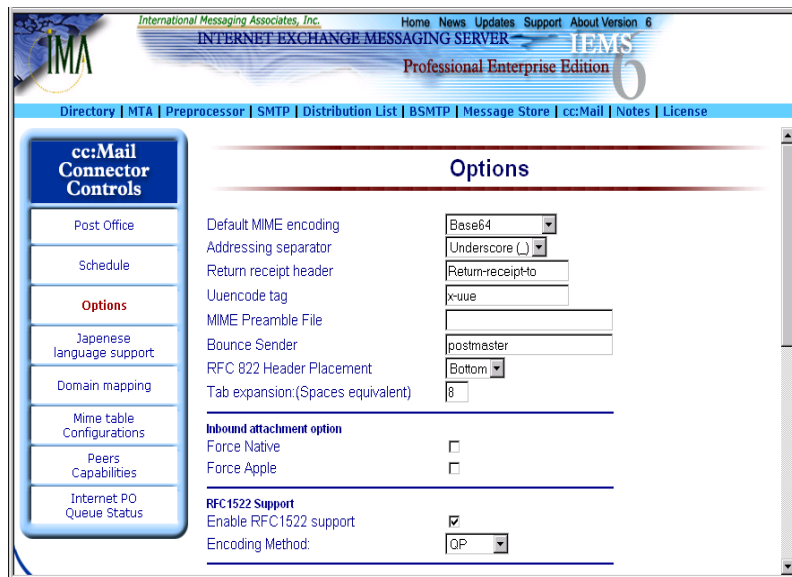 International Messaging Associates, Inc. Home News Updates Support About Version 6
INTERNET EXCHANGE MESSAGING SERVER IEMS
IMA
Professional Enterprise Edition 6
Directory | MTA | Preprocessor | SMTP | Distribution List | BSMTP | Message Store | cc:Mail | Notes | License
cc:Mail
Connector
Controls
Post Office
Schedule
Options
Japenese
language support
Domain mapping
Mime table
Configurations
Peers
Capabilities
Internet PO
Queue Status
Options
Default MIME encoding Base64
Addressing separator Underscore (_)
Return receipt header Return-receipt-to
Uuencode tag x-uue
MIME Preamble File
Bounce Sender postmaster
RFC 822 Header Placement Bottom
Tab expansion:(Spaces equivalent) 8
Inbound attachment option
Force Native
Force Apple
RFC1522 Support
Enable RFC1522 support
Encoding Method: QP